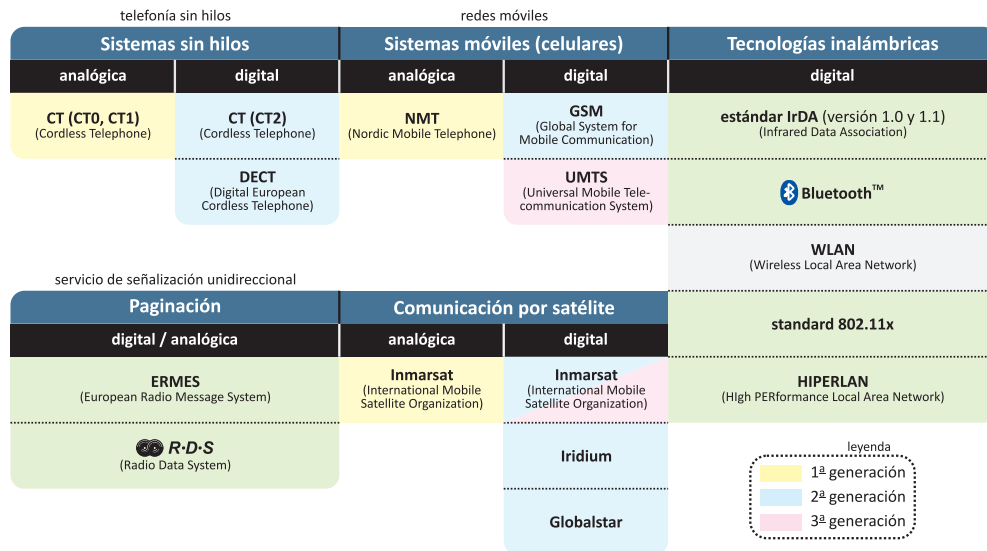 telefonía sin hilos
redes móviles
Sistemas sin hilos
Sistemas móviles (celulares)
Tecnologías inalámbricas
analógica
digital
analógica
digital
digital
CT (CT0, CT1)
(Cordless Telephone)
CT (CT2)
(Cordless Telephone)
NMT
(Nordic Mobile Telephone)
GSM
(Global System for
Mobile Communication)
estándar IrDA (versión 1.0 y 1.1)
(Infrared Data Association)
DECT
(Digital European
Cordless Telephone)
UMTS
(Universal Mobile Tele-
communication System)
Bluetooth™
WLAN
(Wireless Local Area Network)
servicio de señalización unidireccional
Paginación
Comunicación por satélite
standard 802.11x
digital / analógica
analógica
digital
ERMES
(European Radio Message System)
Inmarsat
(International Mobile
Satellite Organization)
Inmarsat
(International Mobile
Satellite Organization)
HIPERLAN
(HIgh PERformance Local Area Network)
R·D·S
(Radio Data System)
Iridium
Globalstar
leyenda
1ª generación
2ª generación
3ª generación